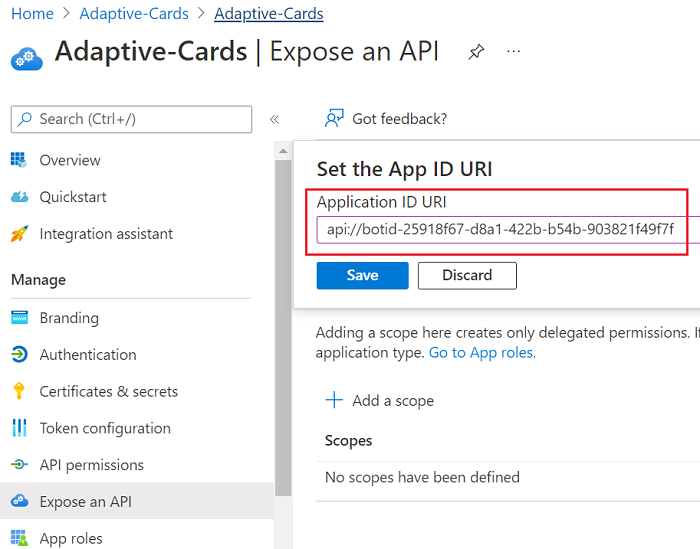 Home > Adaptive-Cards > Adaptive-Cards
Adaptive-Cards | Expose an API
Search (Ctrl+/)
«
Got feedback?
Overview
Quickstart
Integration assistant
Manage
Branding
Authentication
Certificates & secrets
Token configuration
API permissions
Expose an API
App roles
Set the App ID URI
Application ID URI
api://botid-25918f67-d8a1-422b-b54b-903821f49f7f
Save
Discard
Adding a scope here creates only delegated permissions. If
application type. Go to App roles.
Add a scope
Scopes
No scopes have been defined